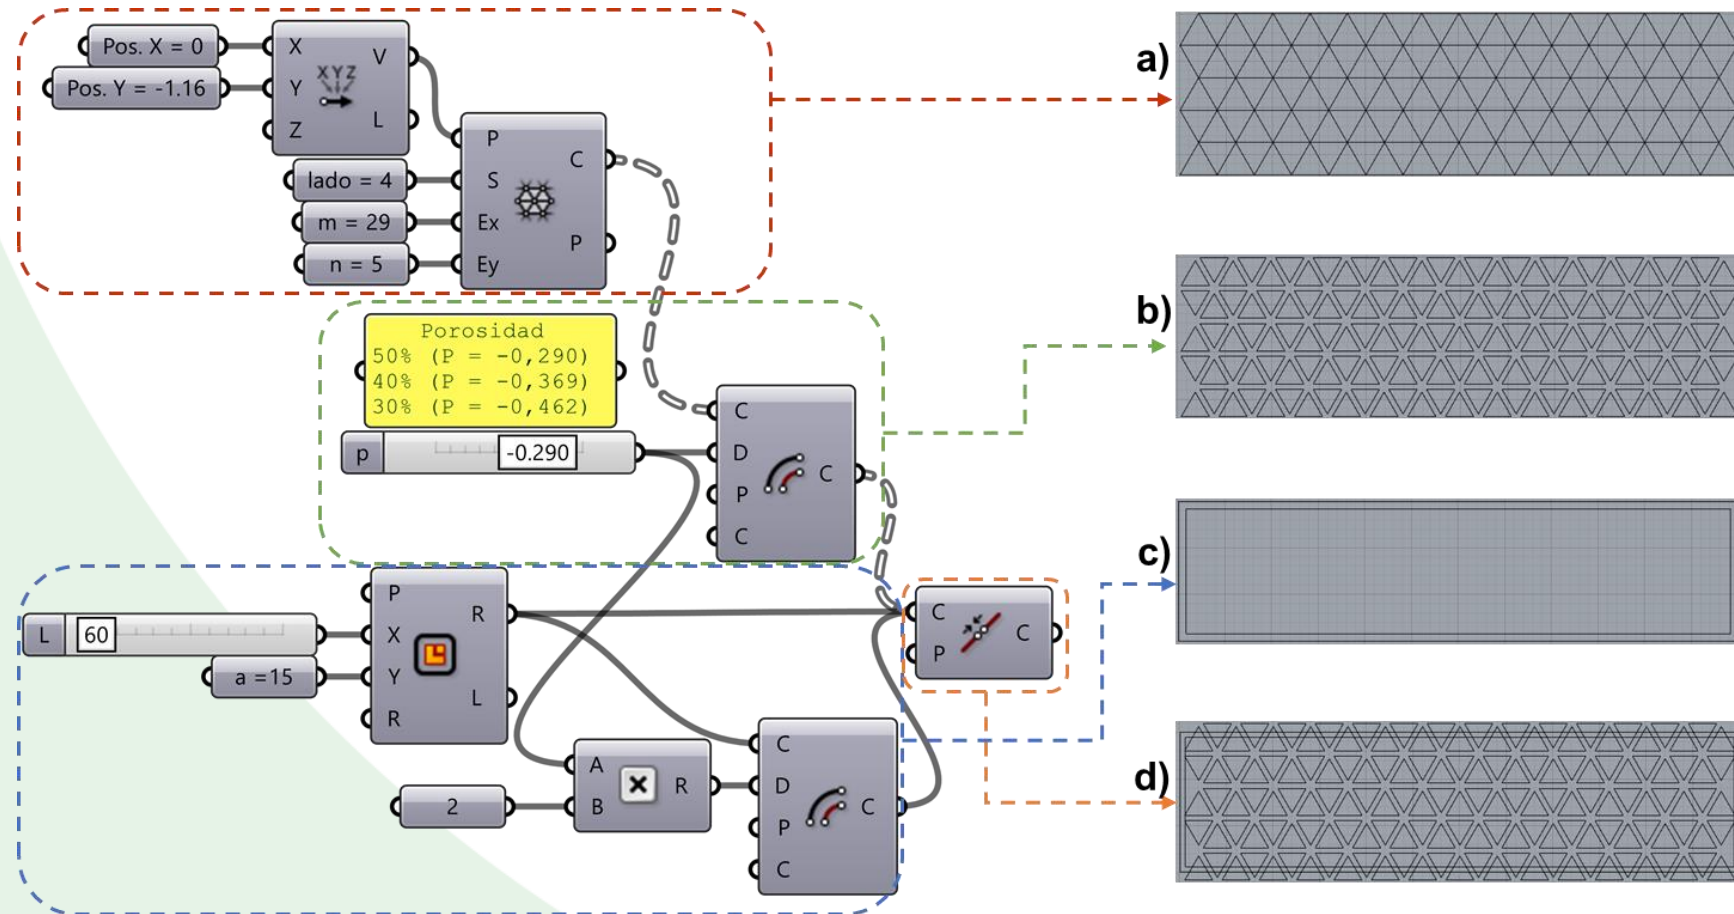 Pos. X = 0
Pos. Y = -1.16
X
Y
Z
XYZ
V
L
lado = 4
m = 29
n = 5
P
S
Ex
Ey
C
P
a)
Porosidad
50% (P = -0,290)
40% (P = -0,369)
30% (P = -0,462)
p
-0.290
C
D
P
C
C
b)
L
60
a =15
P
X
Y
R
R
L
2
A
B
R
C
D
P
C
C
c)
C
P
C
d)